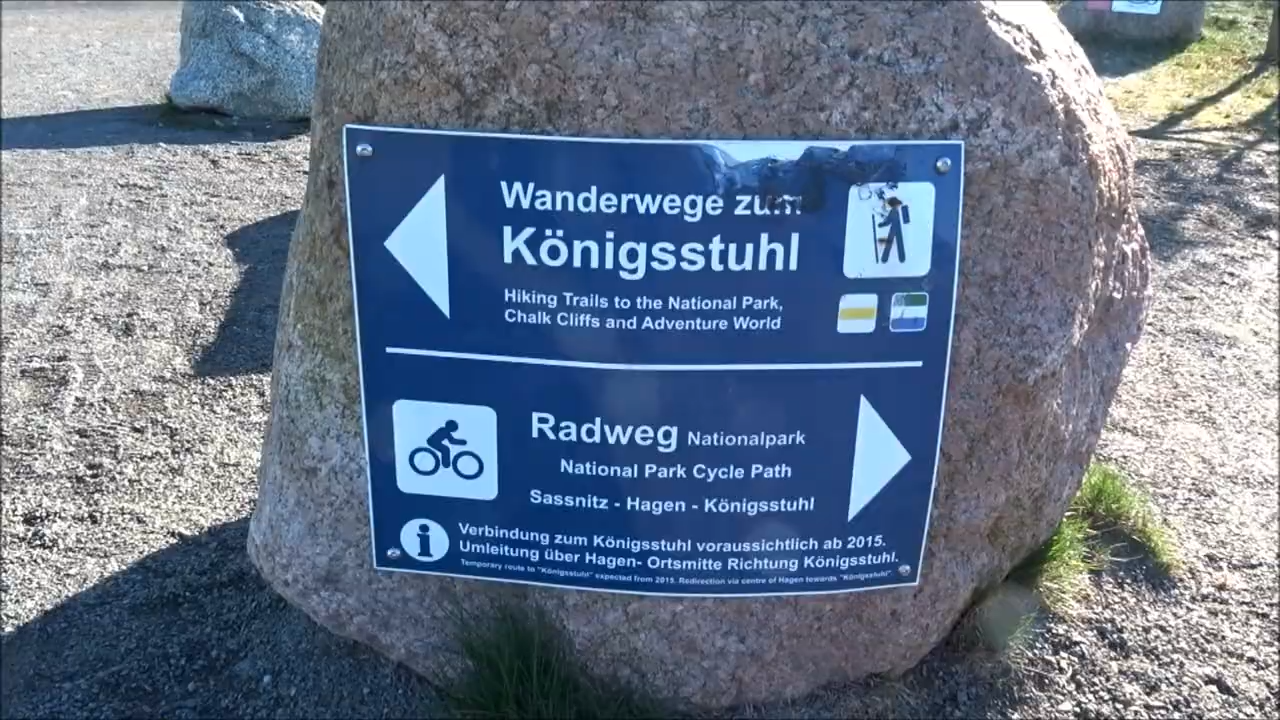 Wanderwege zum
Königsstuhl
Hiking Trails to the National Park,
Chalk Cliffs and Adventure World
Radweg Nationalpark
National Park Cycle Path
Sassnitz - Hagen - Königsstuhl
i
Verbindung zum Königsstuhl voraussichtlich ab 2015.
Umleitung über Hagen- Ortsmitte Richtung Königsstuhl.
Temporary route to "Königsstuhl" expected from 2015. Redirection via centre of Hagen towards "Königsstuhl".